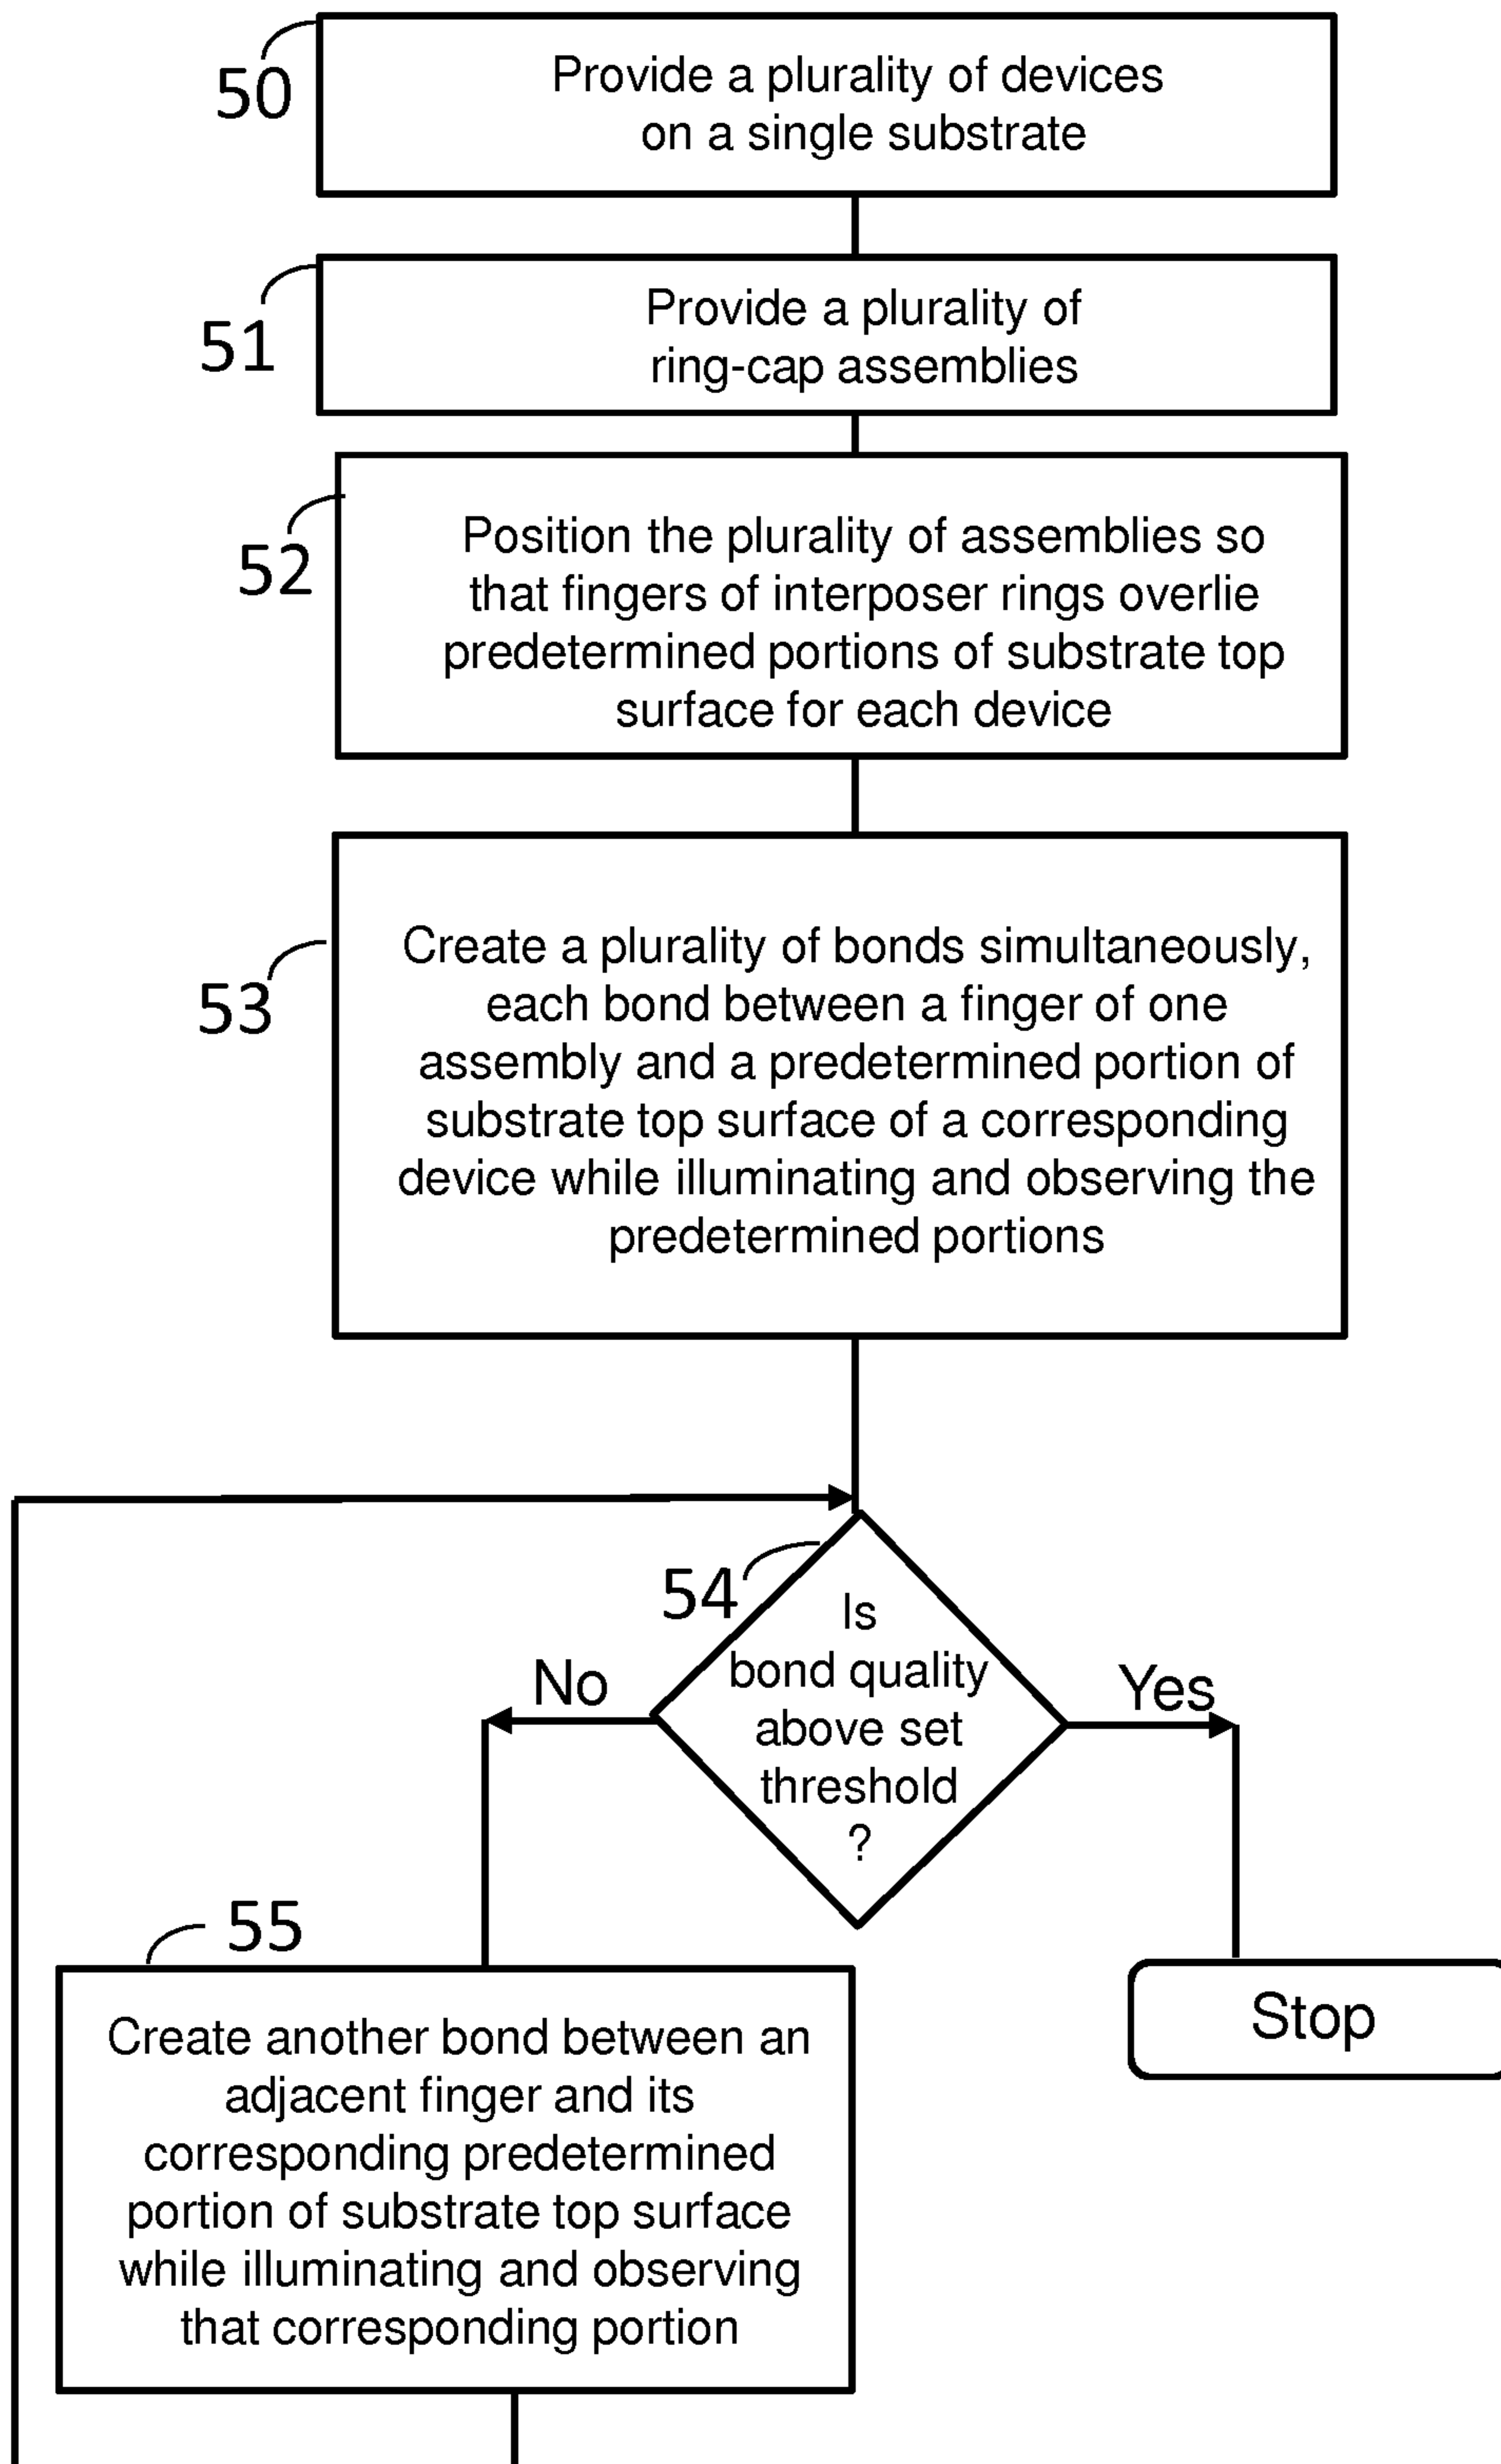 50
Provide a plurality of devices
on a single substrate
51
Provide a plurality of
ring-cap assemblies
52
Position the plurality of assemblies so
that fingers of interposer rings overlie
predetermined portions of substrate top
surface for each device
53
Create a plurality of bonds simultaneously,
each bond between a finger of one
assembly and a predetermined portion of
substrate top surface of a corresponding
device while illuminating and observing the
predetermined portions
54
Is
bond quality
above set
threshold
?
No
Yes
55
Create another bond between an
adjacent finger and its
corresponding predetermined
portion of substrate top surface
while illuminating and observing
that corresponding portion
Stop